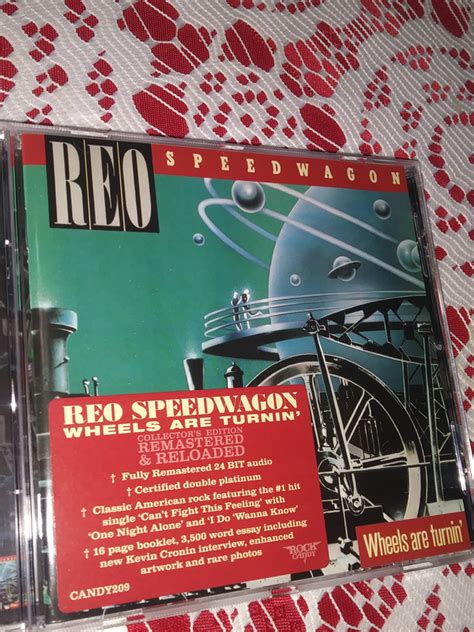 REO
SPEEDWAGON
REO SPEEDWAGON
WHEELS ARE TURNIN'
COLLECTOR'S EDITION
REMASTERED
& RELOADED
† Fully Remastered 24 BIT audio
† Certified double platinum
† Classic American rock featuring the #1 hit
single 'Can't Fight This Feeling' with
'One Night Alone' and 'I Do 'Wanna Know'
† 16 page booklet, 3,500 word essay including
new Kevin Cronin interview, enhanced
artwork and rare photos
CANDY209
ROCK
CANDY
Wheels are turnin'